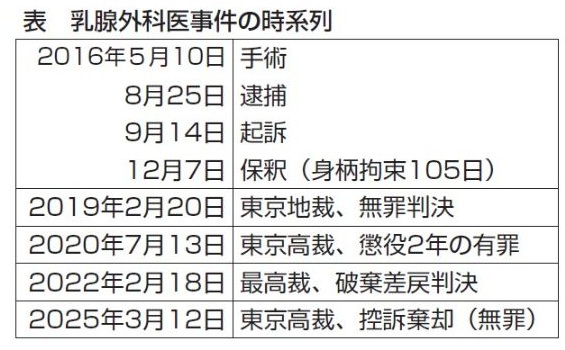 表　乳腺外科医事件の時系列
2016年5月10日 手術
8月25日 逮捕
9月14日 起訴
12月7日 保釈（身柄拘束105日）
2019年2月20日 東京地裁、無罪判決
2020年7月13日 東京高裁、懲役2年の有罪
2022年2月18日 最高裁、破棄差戻判決
2025年3月12日 東京高裁、控訴棄却（無罪）